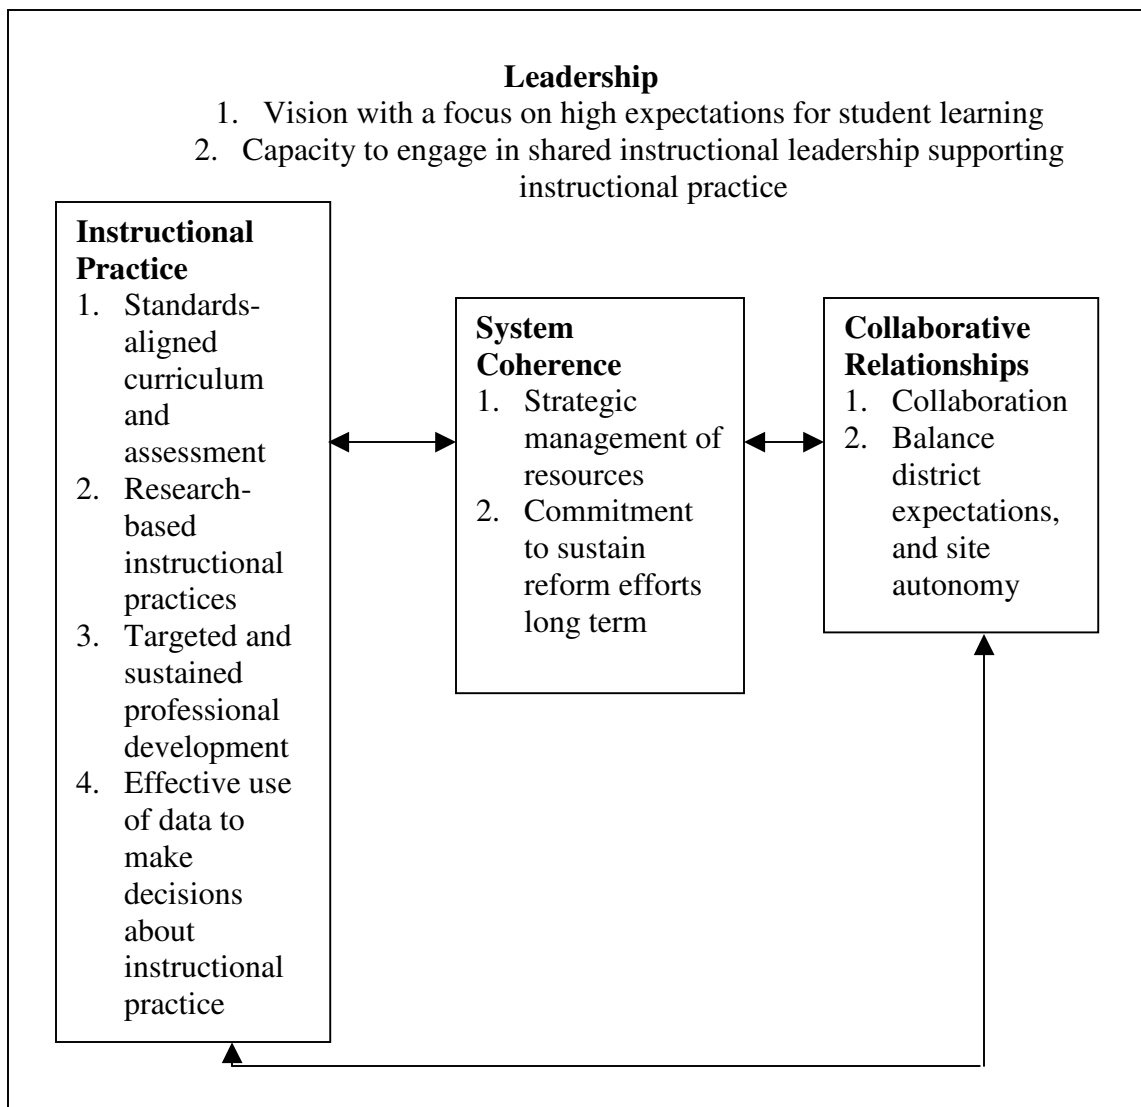 Leadership
1. Vision with a focus on high expectations for student learning
2. Capacity to engage in shared instructional leadership supporting
instructional practice
Instructional
Practice
1. Standards-
aligned
curriculum
and
assessment
2. Research-
based
instructional
practices
3. Targeted and
sustained
professional
development
4. Effective use
of data to
make
decisions
about
instructional
practice
System
Coherence
1. Strategic
management of
resources
2. Commitment
to sustain
reform efforts
long term
Collaborative
Relationships
1. Collaboration
2. Balance
district
expectations,
and site
autonomy